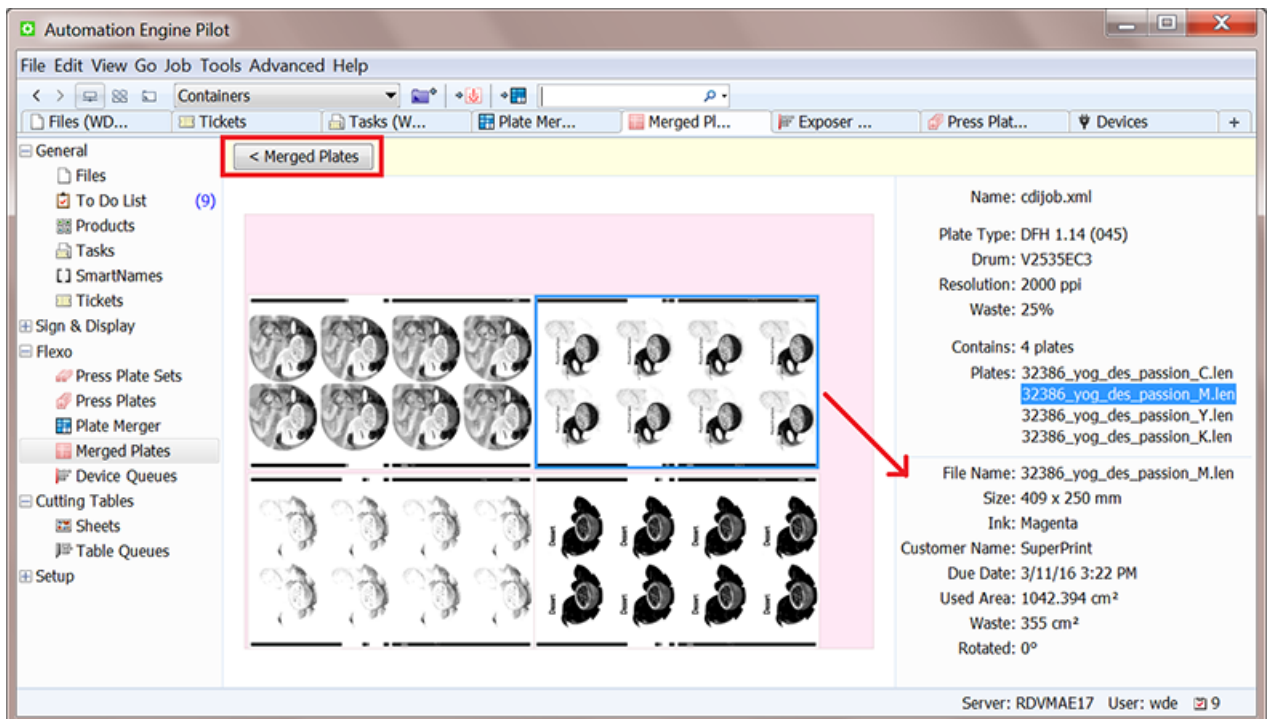 Automation Engine Pilot
File Edit View Go Job Tools Advanced Help
Containers
Files (WD...
Tickets
Tasks (W...
Plate Mer...
Merged Pl...
Exposer ...
Press Plat...
Devices
+
General
Files
To Do List (9)
Products
Tasks
[] SmartNames
Tickets
Sign & Display
Flexo
Press Plate Sets
Press Plates
Plate Merger
Merged Plates
Device Queues
Cutting Tables
Sheets
Table Queues
Setup
< Merged Plates
Desert Desert Desert Desert
Name: cdijob.xml
Plate Type: DFH 1.14 (045)
Drum: V2535EC3
Resolution: 2000 ppi
Waste: 25%
Contains: 4 plates
Plates: 32386_yog_des_passion_C.len
32386_yog_des_passion_M.len
32386_yog_des_passion_Y.len
32386_yog_des_passion_K.len
File Name: 32386_yog_des_passion_M.len
Size: 409 x 250 mm
Ink: Magenta
Customer Name: SuperPrint
Due Date: 3/11/16 3:22 PM
Used Area: 1042.394 cm²
Waste: 355 cm²
Rotated: 0º
Server: RDVMAE17 User: wde 9